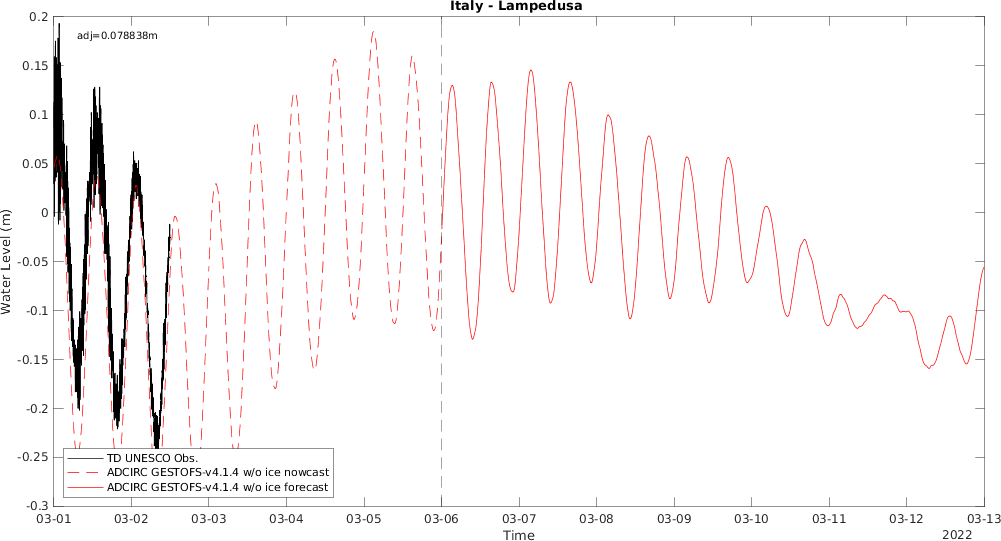 Italy - Lampedusa
adj=0.078838m
0.2
0.15
0.1
0.05
0
-0.05
-0.1
-0.15
-0.2
-0.25
-0.3
Water Level (m)
TD UNESCO Obs.
ADCIRC GESTOFS-v4.1.4 w/o ice nowcast
ADCIRC GESTOFS-v4.1.4 w/o ice forecast
03-01 03-02 03-03 03-04 03-05 03-06 03-07 03-08 03-09 03-10 03-11 03-12 03-13
Time
2022